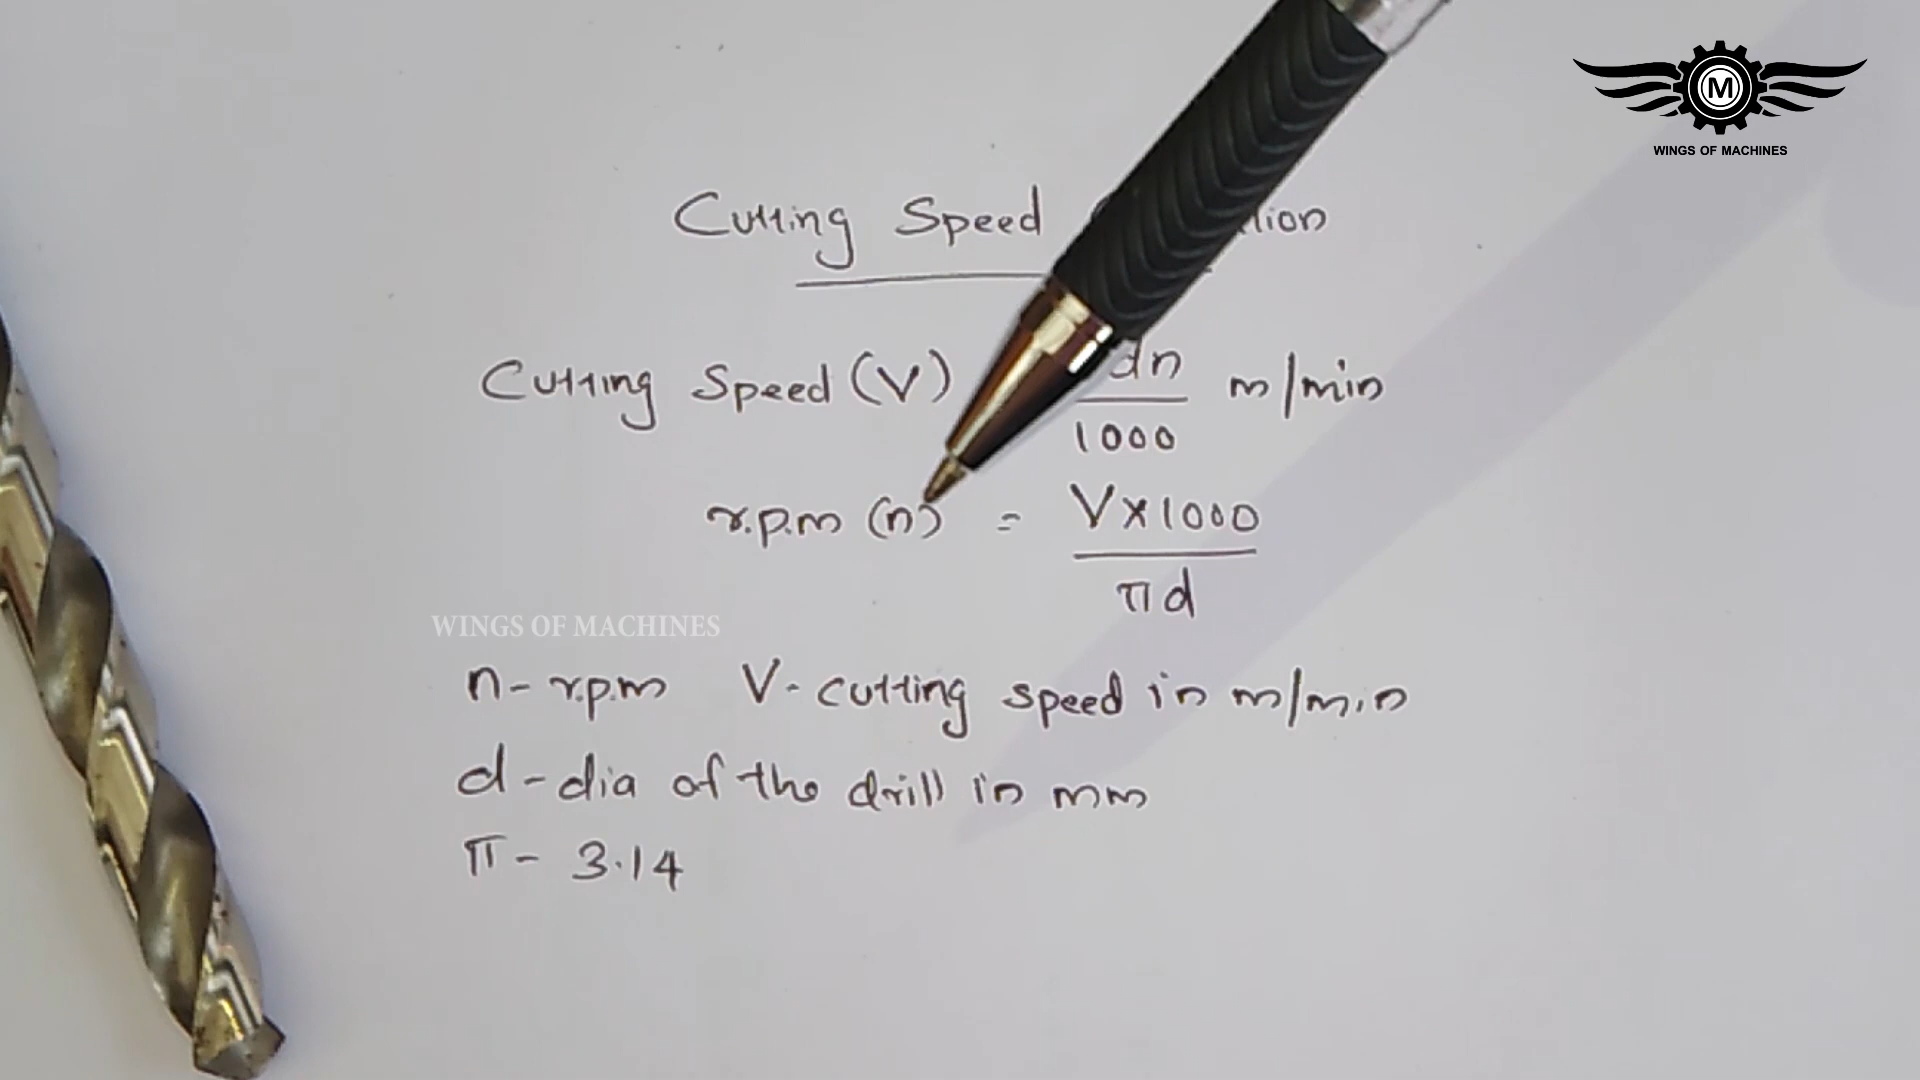 M
WINGS OF MACHINES
Cutting Speed
Cutting Speed (V) dn/1000 m/min
r.p.m (n) = V×1000/πd
WINGS OF MACHINES
n - r.p.m V - cutting speed in m/min
d - dia of the drill in mm
π - 3.14